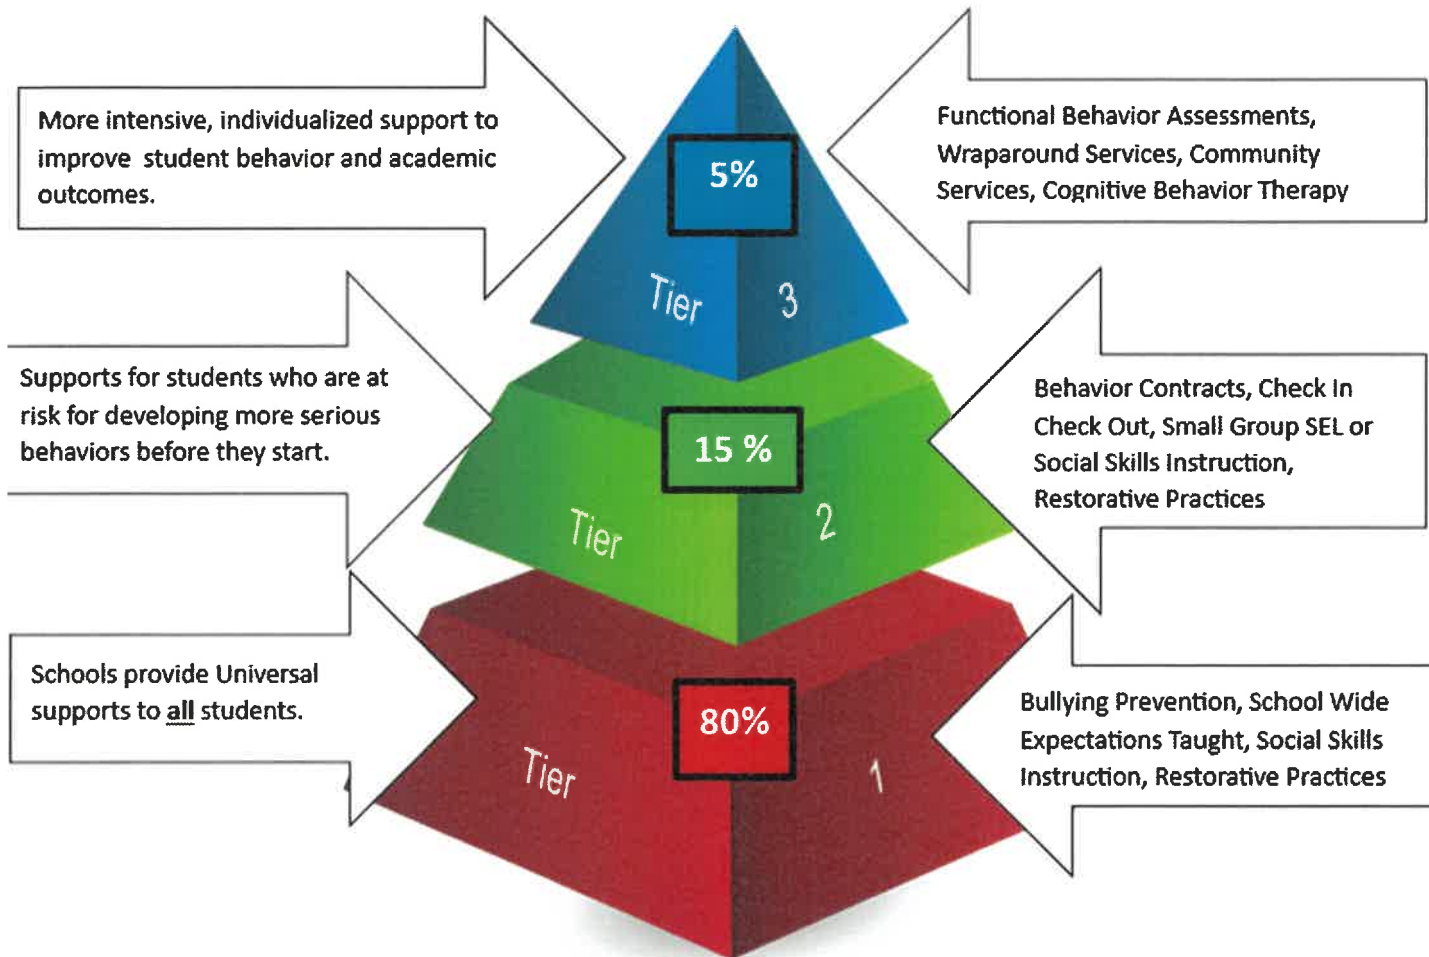 More intensive, individualized support to
improve student behavior and academic
outcomes.
5%
Functional Behavior Assessments,
Wraparound Services, Community
Services, Cognitive Behavior Therapy
Tier 3
Supports for students who are at
risk for developing more serious
behaviors before they start.
15 %
Behavior Contracts, Check In
Check Out, Small Group SEL or
Social Skills Instruction,
Restorative Practices
Tier 2
Schools provide Universal
supports to all students.
80%
Bullying Prevention, School Wide
Expectations Taught, Social Skills
Instruction, Restorative Practices
Tier 1